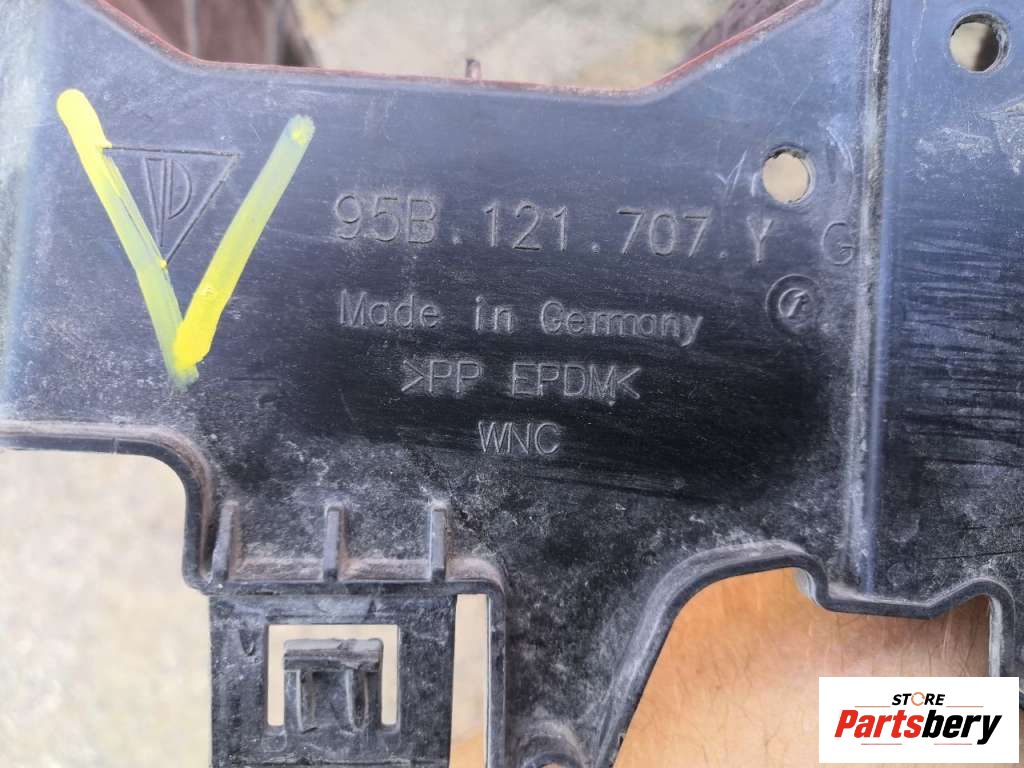 95B.121.707.Y G
Made in Germany
>PP EPDM<
WNC
STORE
Partsbery